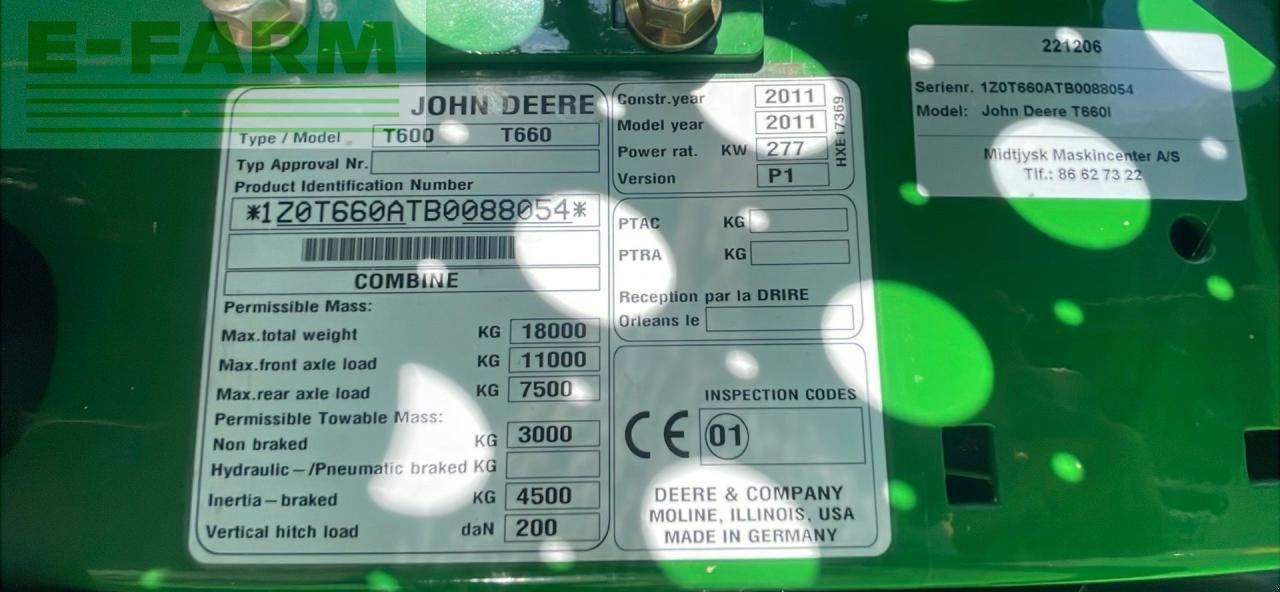 E-FARM
JOHN DEERE
Type / Model T600 T660
Typ Approval Nr.
Product Identification Number
*1Z0T660ATB0088054*
COMBINE
Permissible Mass:
Max.total weight KG 18000
Max.front axle load KG 11000
Max.rear axle load KG 7500
Permissible Towable Mass:
Non braked KG 3000
Hydraulic-/Pneumatic braked KG
Inertia-braked KG 4500
Vertical hitch load daN 200
Constr.year 2011
Model year 2011
Power rat. KW 277
Version P1
HXE17369
PTAC KG
PTRA KG
Reception par la DRIRE
Orleans le
INSPECTION CODES
CE 01
DEERE & COMPANY
MOLINE, ILLINOIS, USA
MADE IN GERMANY
221206
Serienr. 1Z0T660ATB0088054
Model: John Deere T660I
Midtjysk Maskincenter A/S
Tlf.: 86 62 73 22